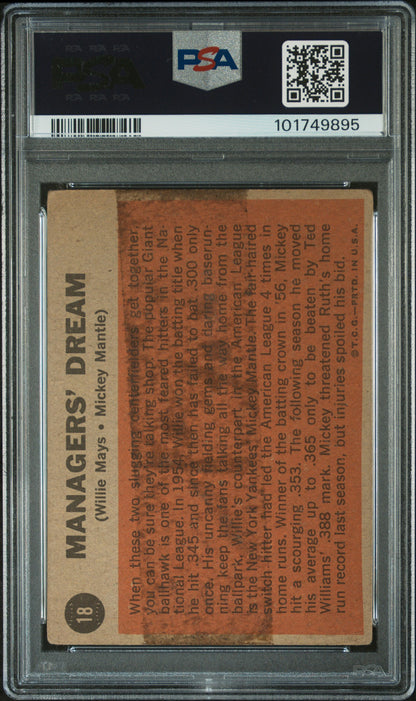 PSA PSA PSA
PSA
PSA PSA PSA
PSA
101749895
18
MANAGERS' DREAM
(Willie Mays • Mickey Mantle)
When these two slugging centerfielders get together,
you can be sure they're talking shop. The popular Giant
ballhawk is one of the most feared hitters in the Na-
tional League. In 1954, Willie won the batting title when
he hit .345 and since then has failed to bat .300 only
once. His uncanny fielding gems and daring baserun-
ning keep the fans talking all the way home from the
ballpark. Willie's counterpart in the American League
is the New York Yankees' Mickey Mantle. The fair haired
switch hitter had led the American League 4 times in
home runs. Winner of the batting crown in '56, Mickey
hit a scourging .353. The following season he moved
his average up to .365 only to be beaten by Ted
Williams' .388 mark. Mickey threatened Ruth's home
run record last season, but injuries spoiled his bid.
© T.C.G.—PRTD. IN U.S.A.
PSA